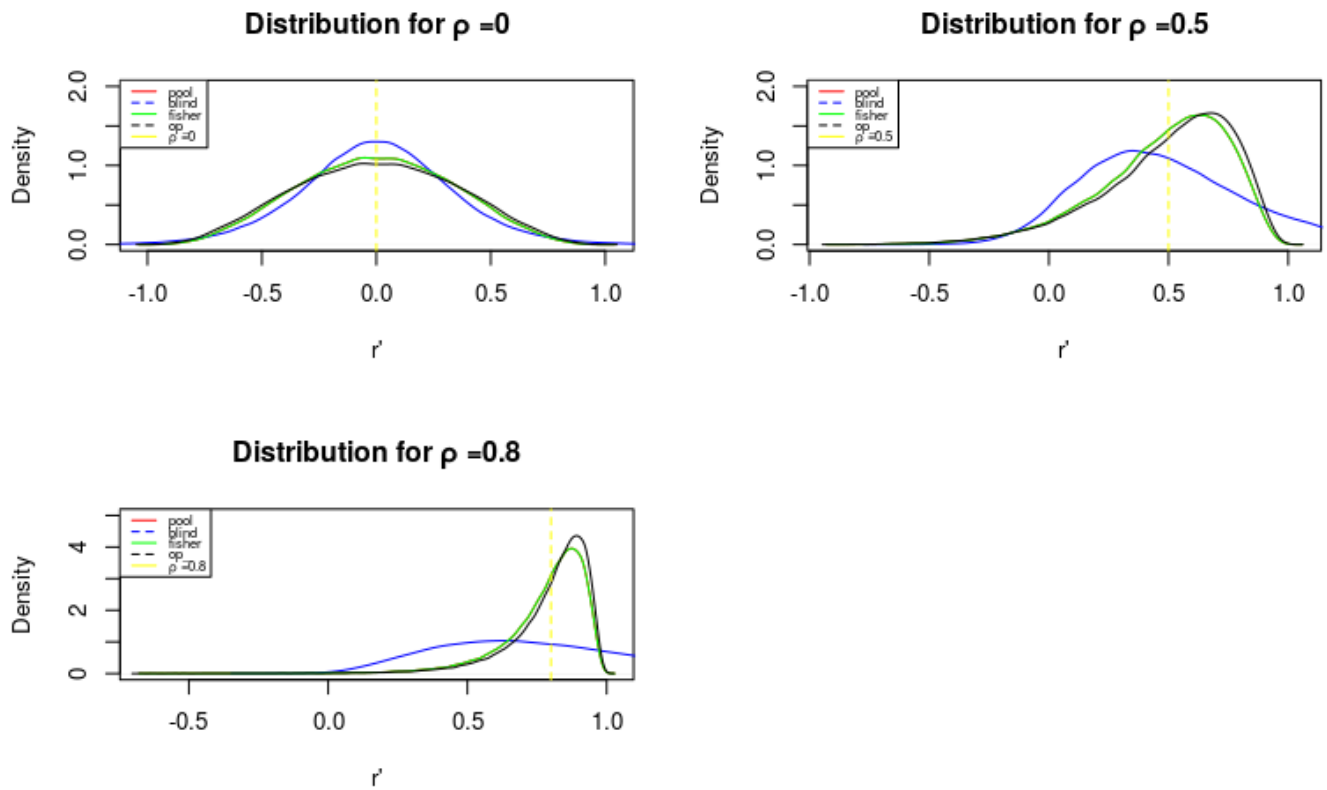 Distribution for ρ =0
Density
2.0
1.0
0.0
pool
blind
fisher
op
ρ =0
-1.0 -0.5 0.0 0.5 1.0
r'
Distribution for ρ =0.5
Density
2.0
1.0
0.0
pool
blind
fisher
op
ρ =0.5
-1.0 -0.5 0.0 0.5 1.0
r'
Distribution for ρ =0.8
Density
4
2
0
pool
blind
fisher
op
ρ =0.8
-0.5 0.0 0.5 1.0
r'